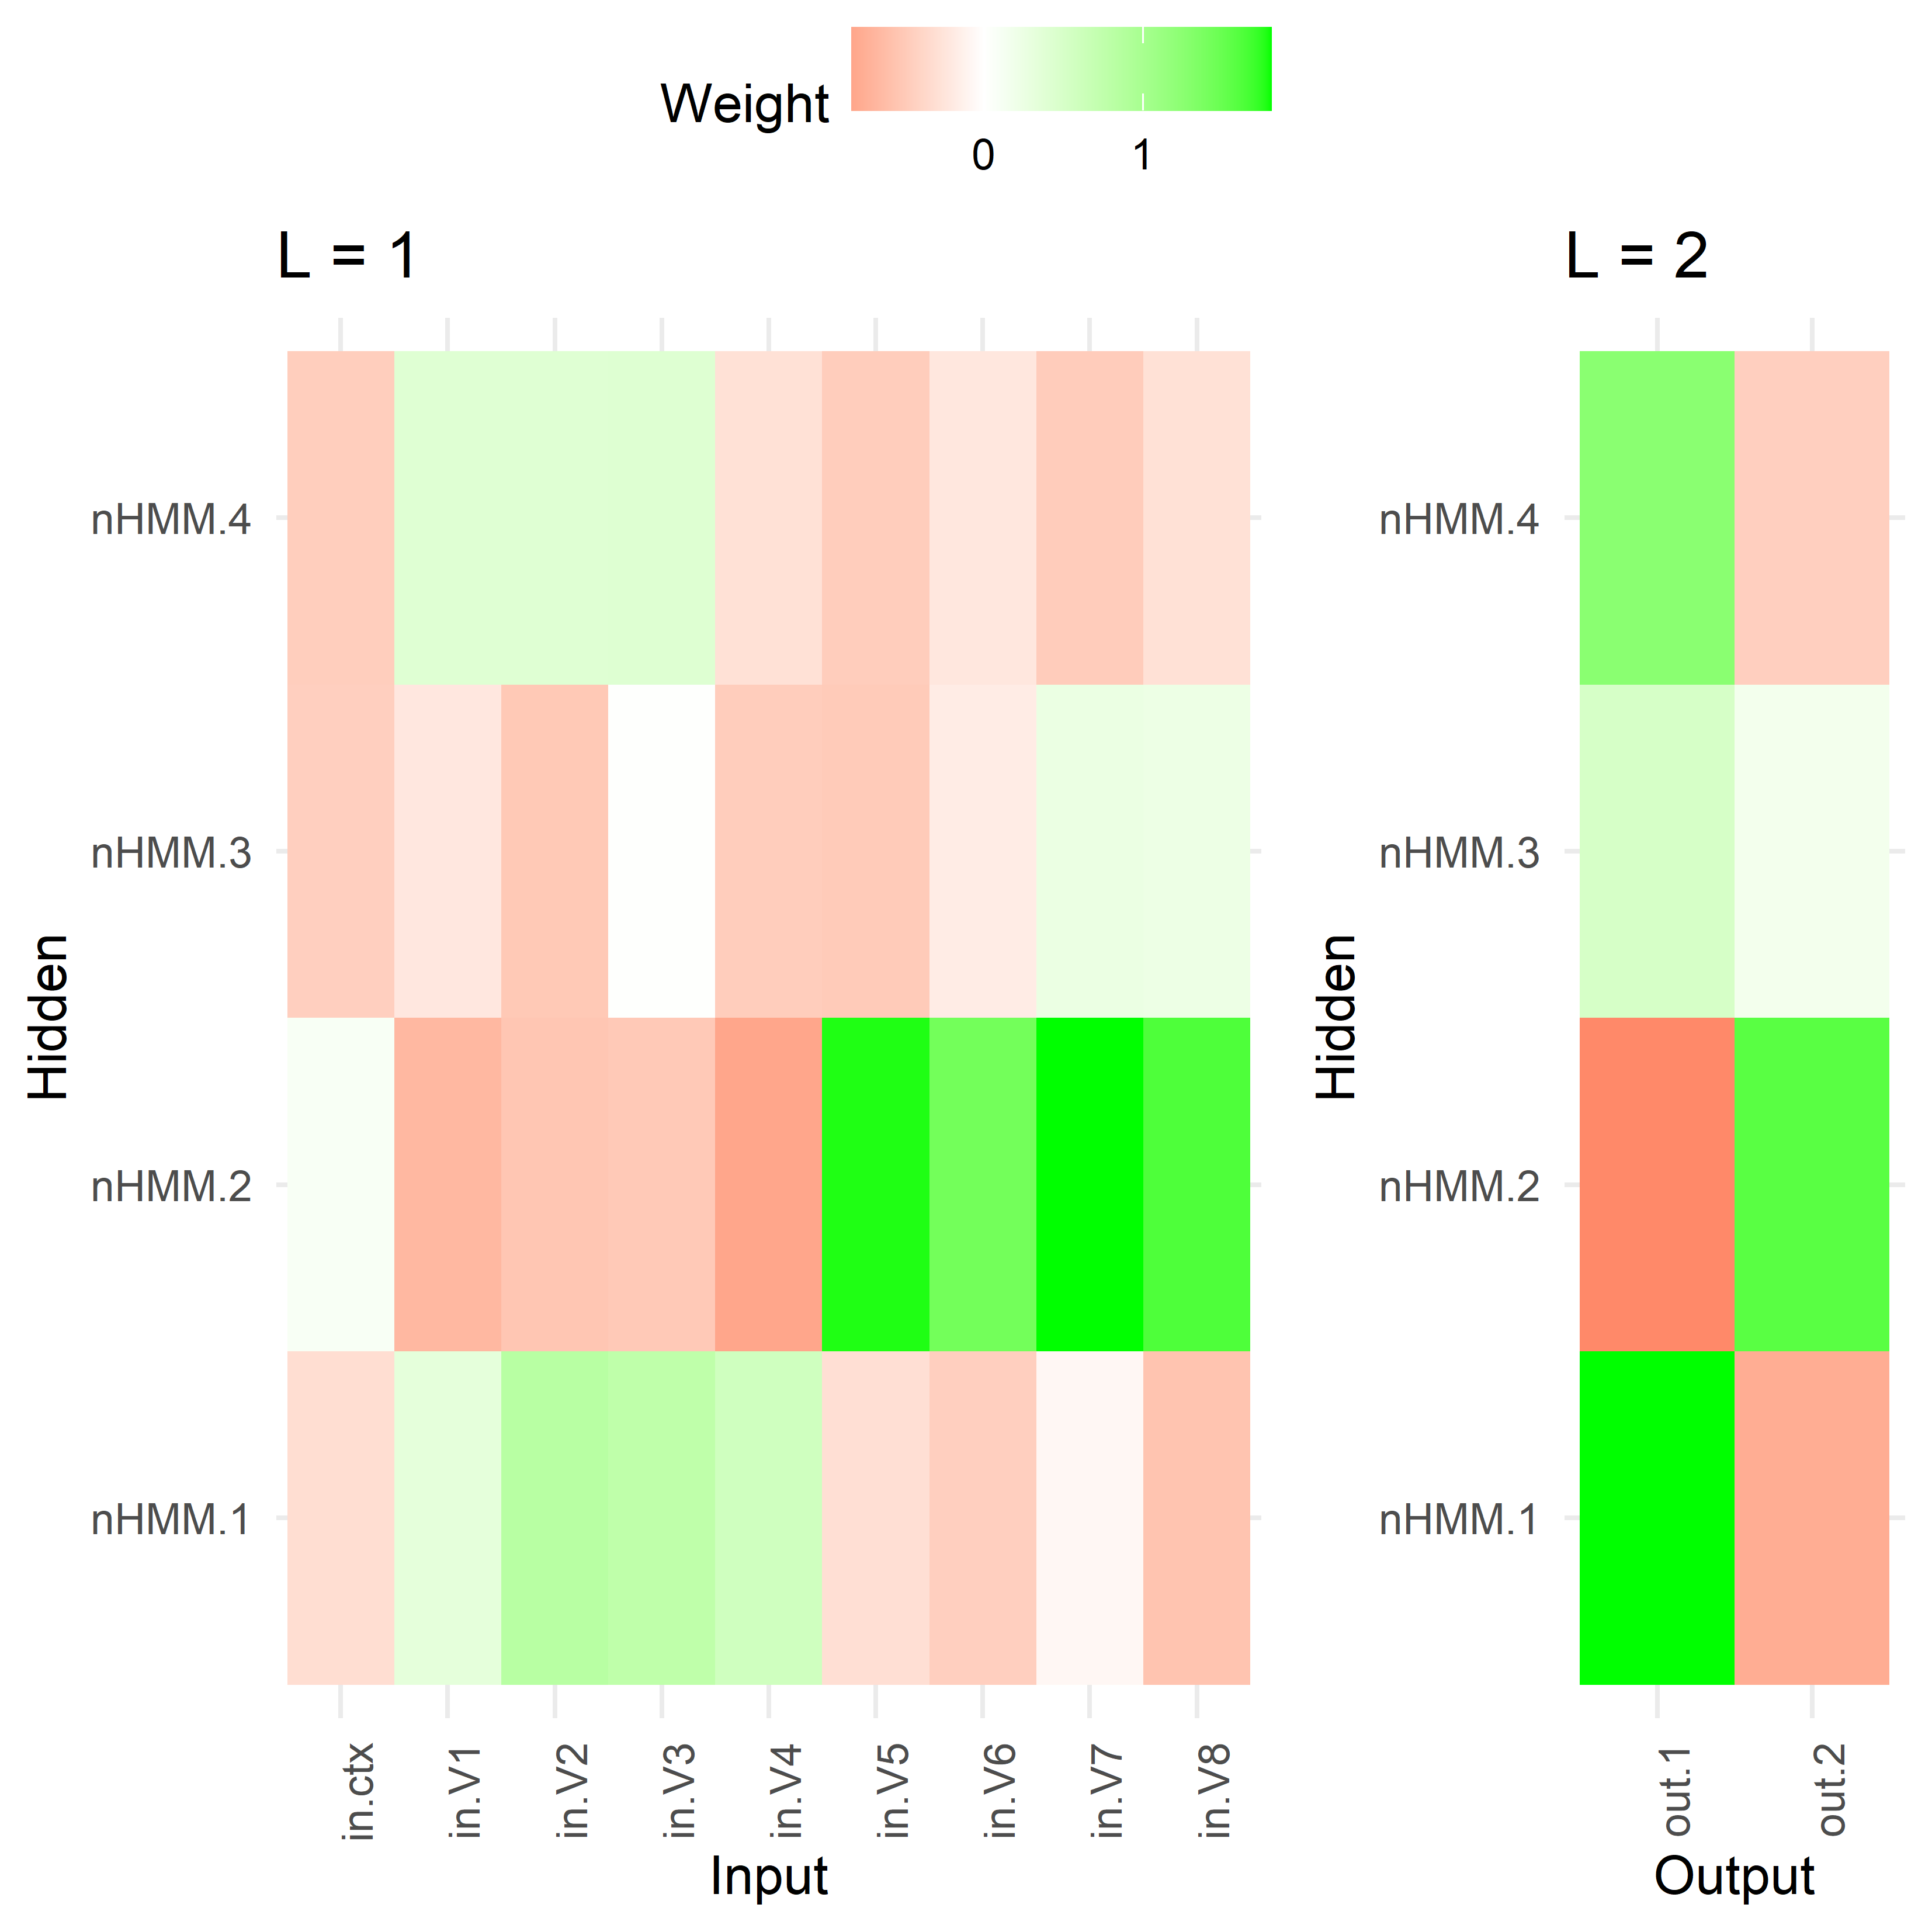 Weight
0 1
L = 1
L = 2
Hidden
nHMM.4
nHMM.3
nHMM.2
nHMM.1
in.ctx in.V1 in.V2 in.V3 in.V4 in.V5 in.V6 in.V7 in.V8
Input
Hidden
nHMM.4
nHMM.3
nHMM.2
nHMM.1
out.1 out.2
Output